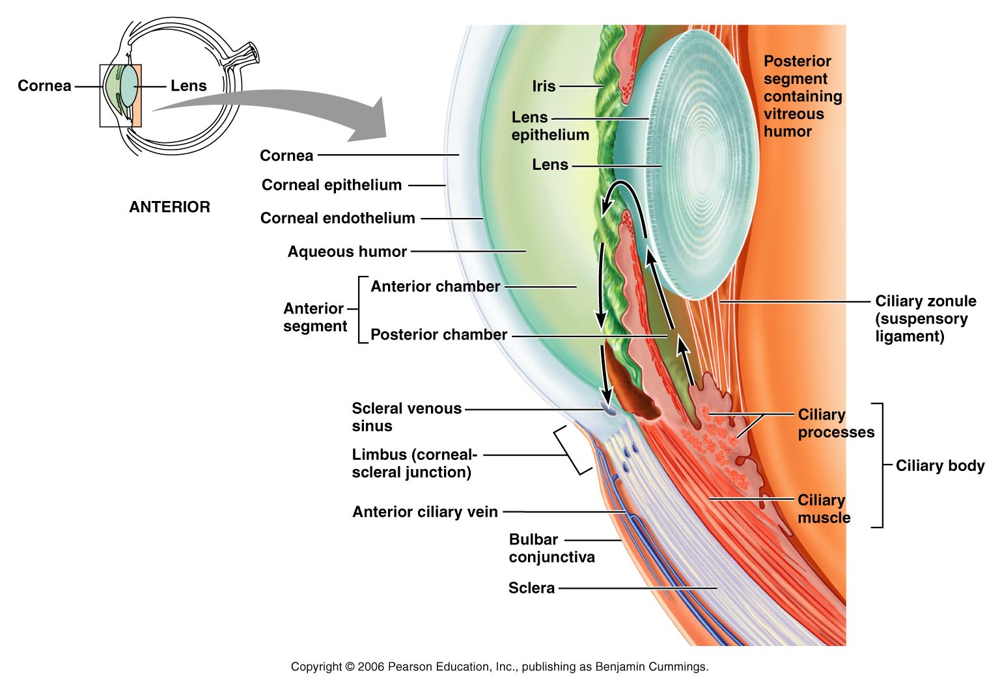 Cornea
Lens
ANTERIOR
Iris
Lens
epithelium
Lens
Posterior
segment
containing
vitreous
humor
Cornea
Corneal epithelium
Corneal endothelium
Aqueous humor
Anterior
segment
Anterior chamber
Posterior chamber
Ciliary zonule
(suspensory
ligament)
Scleral venous
sinus
Limbus (corneal-
scleral junction)
Anterior ciliary vein
Bulbar
conjunctiva
Sclera
Ciliary
processes
Ciliary
muscle
Ciliary body
Copyright © 2006 Pearson Education, Inc., publishing as Benjamin Cummings.